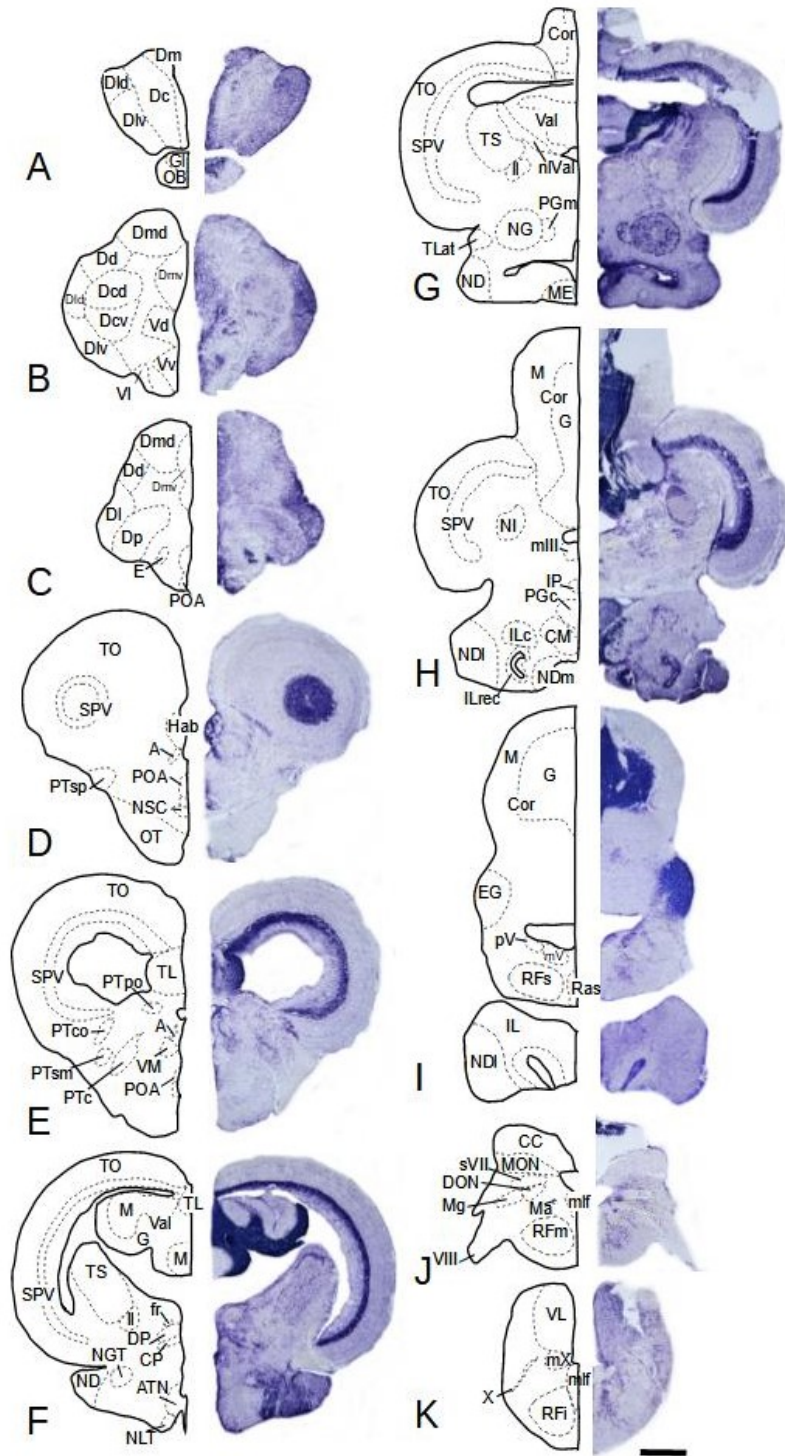 Dm
Dld
Dc
Dlv
Gl
OB
A
Dmd
Dd
Dmv
Dcd
Dld
Dcv
Vd
Dlv
Vv
Vl
B
Dmd
Dd
Dmv
Dl
Dp
E
POA
C
TO
SPV
Hab
A
PTsp
POA
NSC
OT
D
TO
SPV
TL
PTpo
PTco
A
PTsm
VM
PTc
POA
E
TO
TL
M
Val
G
M
TS
SPV
fr
ll
DP
NGT
CP
ND
ATN
NLT
F
Cor
TO
Val
SPV
TS
ll
nlVal
PGm
NG
TLat
ND
ME
G
M
Cor
G
TO
SPV
NI
mIII
IP
PGc
ILc
CM
NDl
NDm
ILrec
H
M
G
Cor
EG
pV
mV
RFs
Ras
IL
NDl
I
CC
sVII
MON
DON
Mg
Ma
mlf
RFm
VIII
J
VL
mX
mlf
X
RFi
K